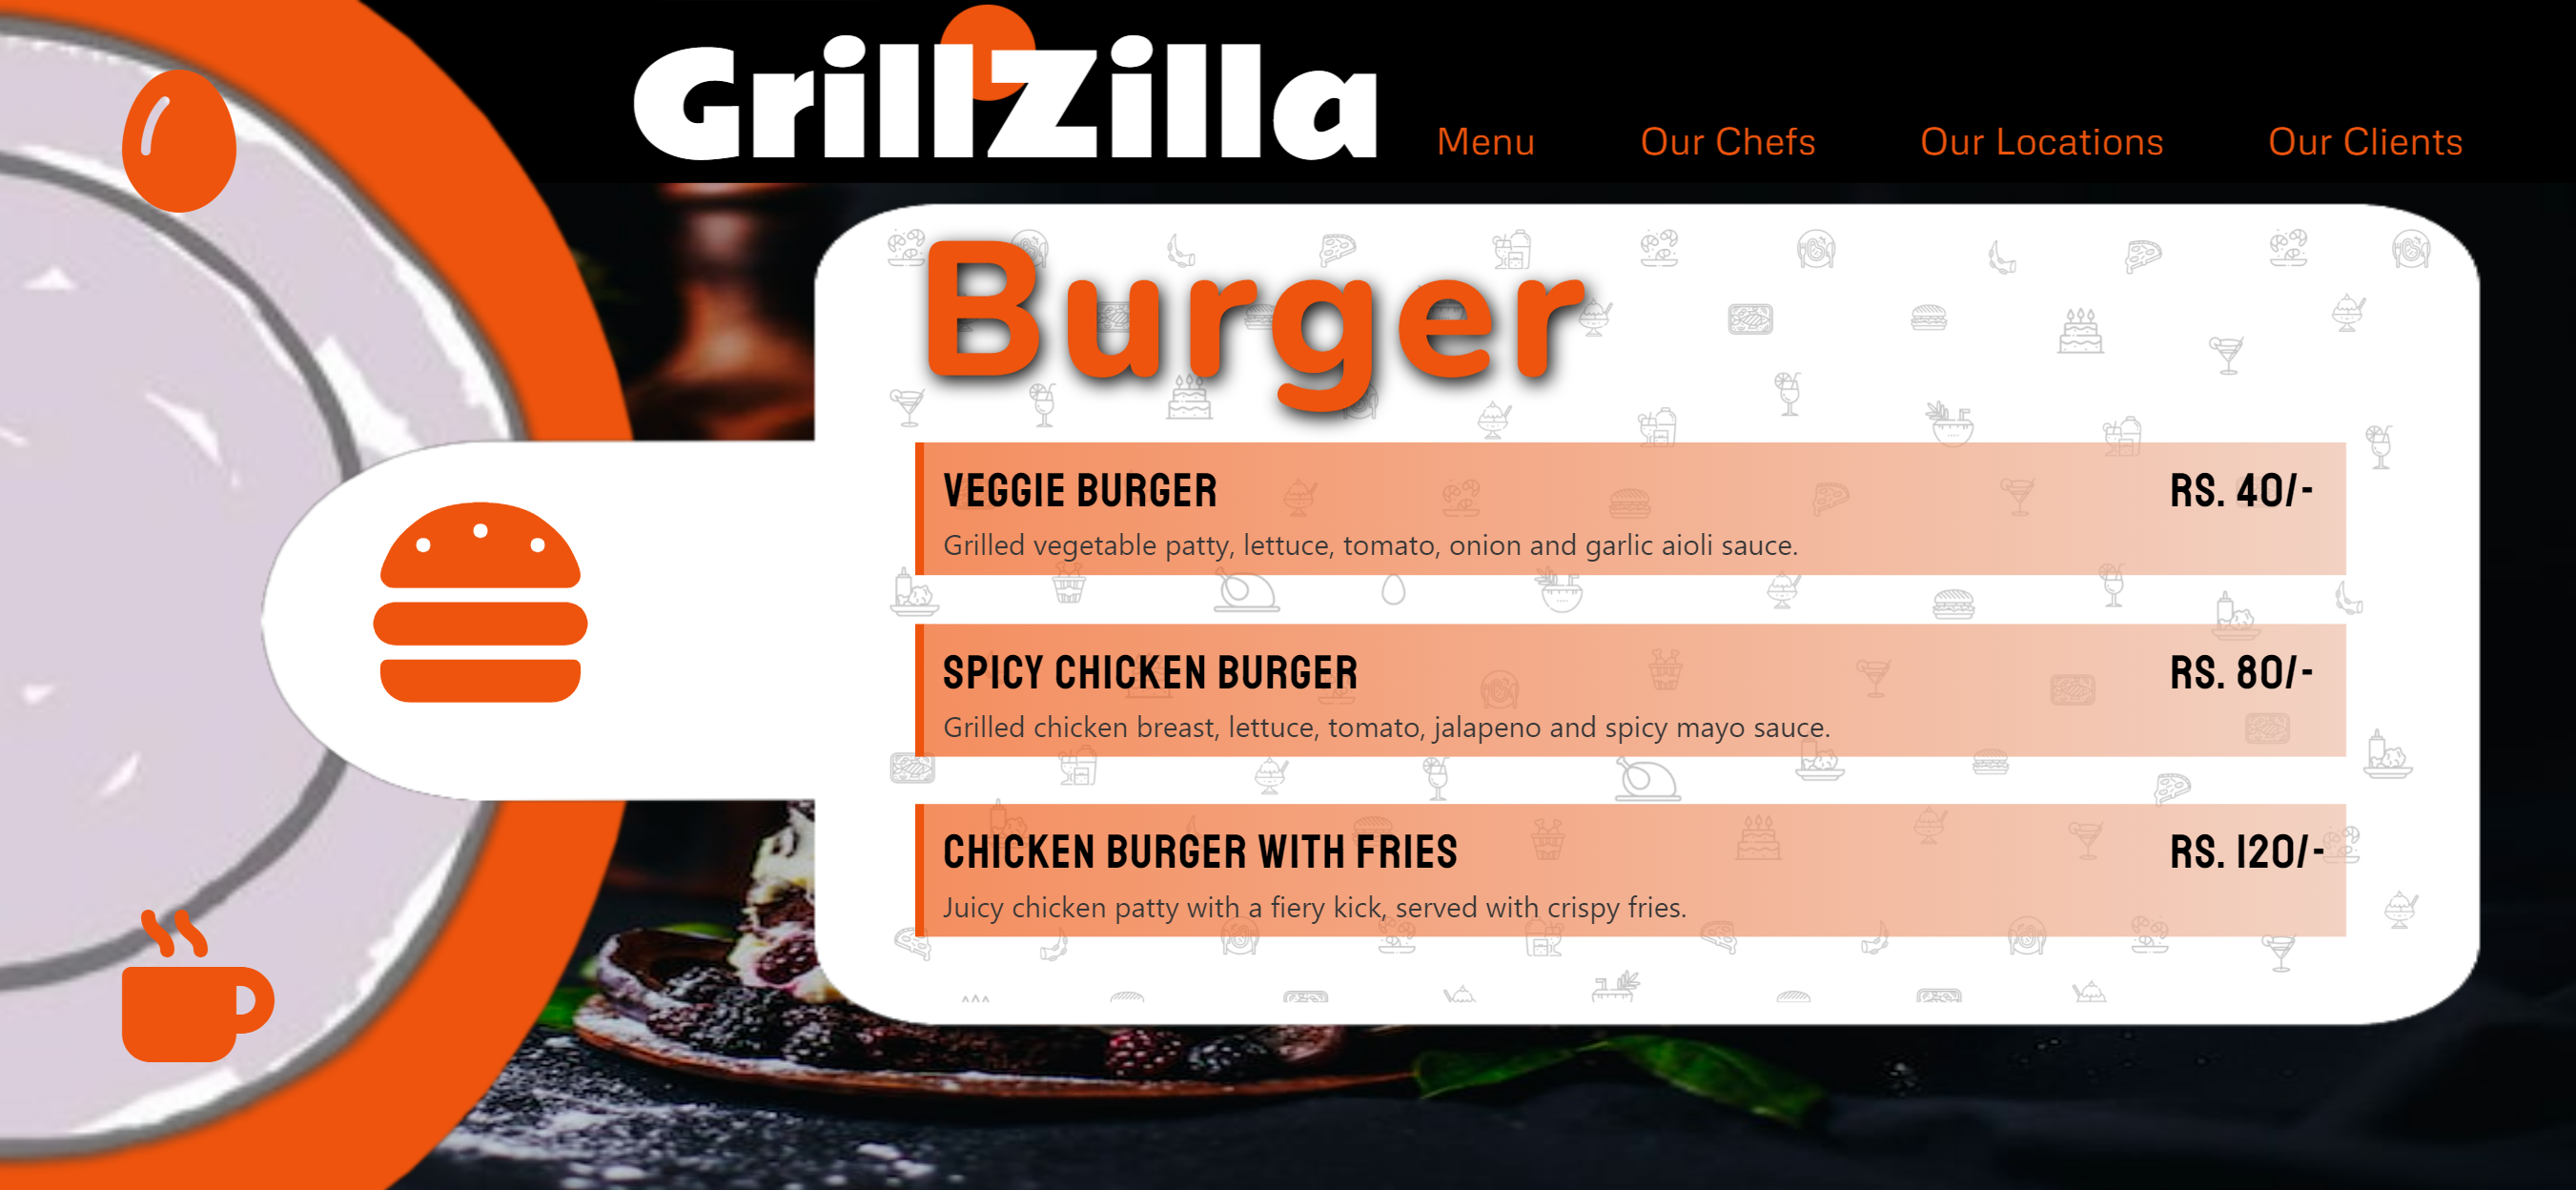 GrillZilla
Menu Our Chefs Our Locations Our Clients
Burger
VEGGIE BURGER RS. 40/-
Grilled vegetable patty, lettuce, tomato, onion and garlic aioli sauce.
SPICY CHICKEN BURGER RS. 80/-
Grilled chicken breast, lettuce, tomato, jalapeno and spicy mayo sauce.
CHICKEN BURGER WITH FRIES RS. 120/-
Juicy chicken patty with a fiery kick, served with crispy fries.